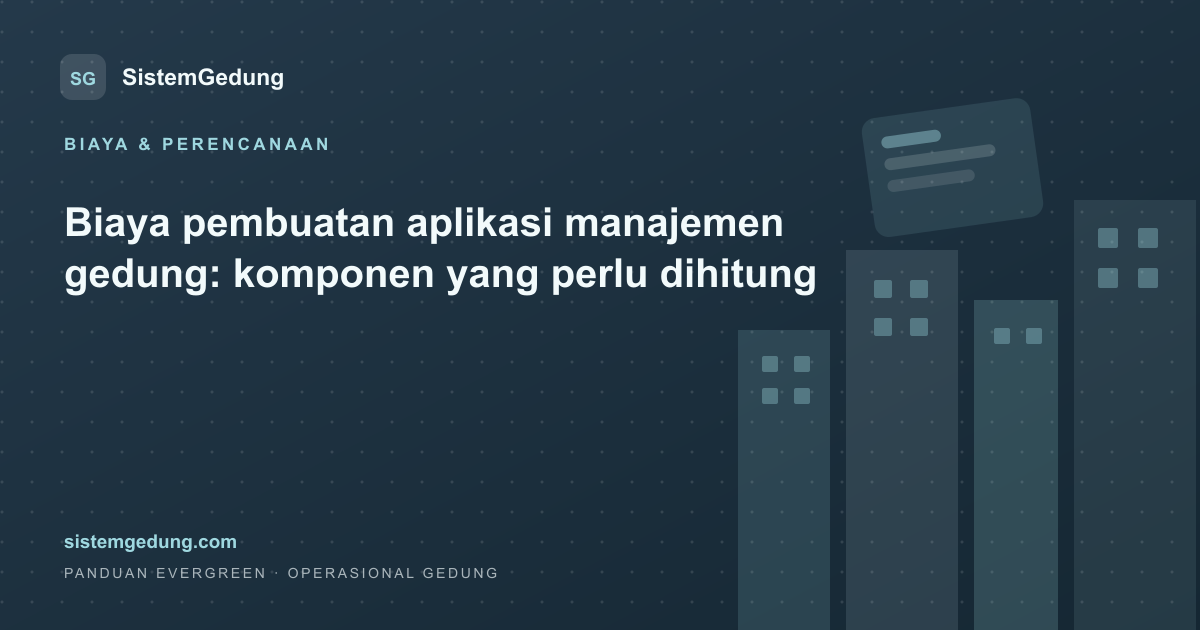 SG
SistemGedung
BIAYA & PERENCANAAN
Biaya pembuatan aplikasi manajemen
gedung: komponen yang perlu dihitung
sistemgedung.com
PANDUAN EVERGREEN · OPERASIONAL GEDUNG